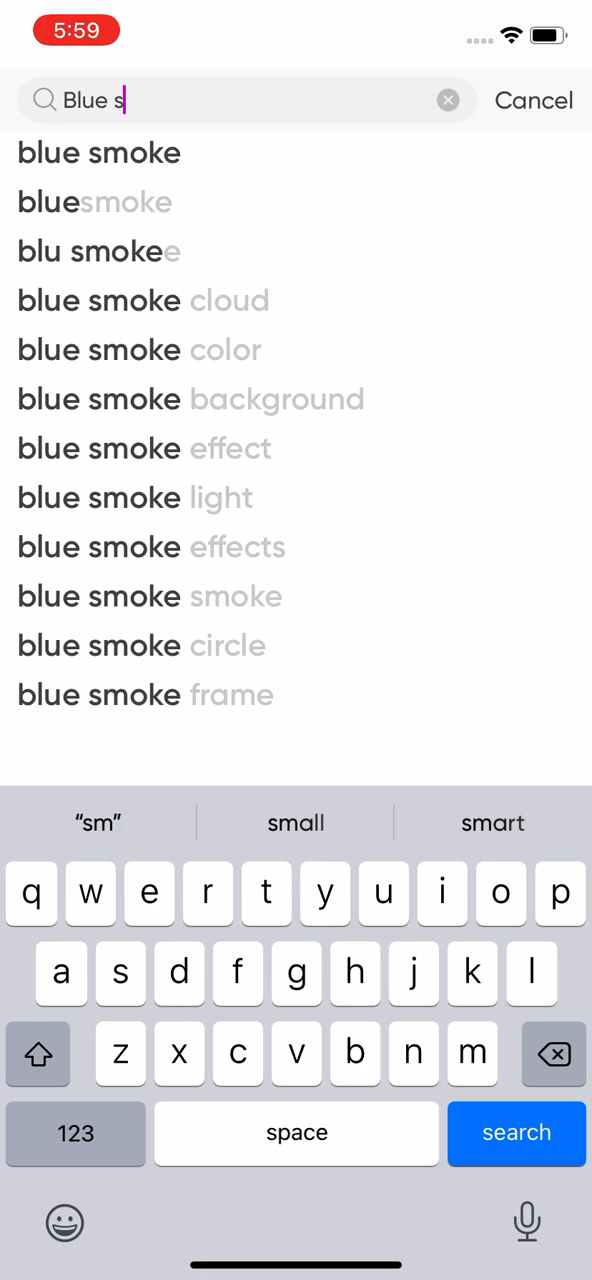 5:59
Blue s Cancel
blue smoke
bluesmoke
blu smokee
blue smoke cloud
blue smoke color
blue smoke background
blue smoke effect
blue smoke light
blue smoke effects
blue smoke smoke
blue smoke circle
blue smoke frame
“sm” small smart
q w e r t y u i o p
a s d f g h j k l
z x c v b n m
123 space search